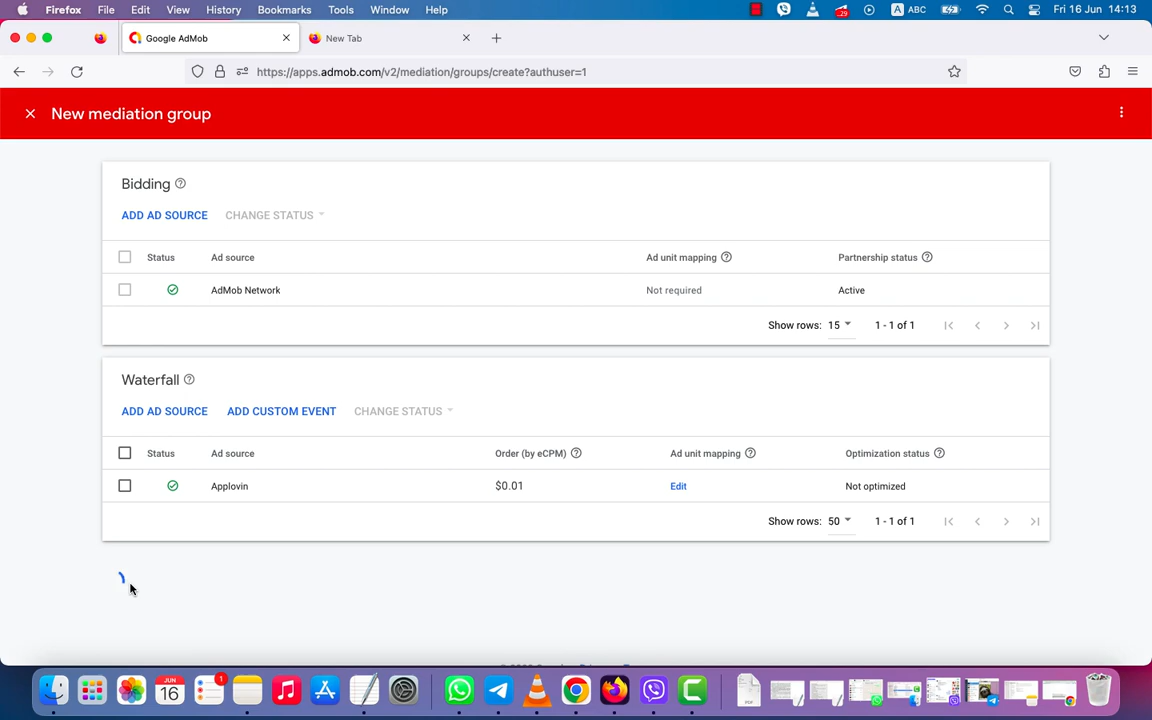 Firefox File Edit View History Bookmarks Tools Window Help ABC Fri 16 Jun 14:13
Google AdMob New Tab
https://apps.admob.com/v2/mediation/groups/create?authuser=1
New mediation group
Bidding
ADD AD SOURCE CHANGE STATUS
Status Ad source Ad unit mapping Partnership status
AdMob Network Not required Active
Show rows: 15 1 - 1 of 1
Waterfall
ADD AD SOURCE ADD CUSTOM EVENT CHANGE STATUS
Status Ad source Order (by eCPM) Ad unit mapping Optimization status
Applovin $0.01 Edit Not optimized
Show rows: 50 1 - 1 of 1
JUN
16
1